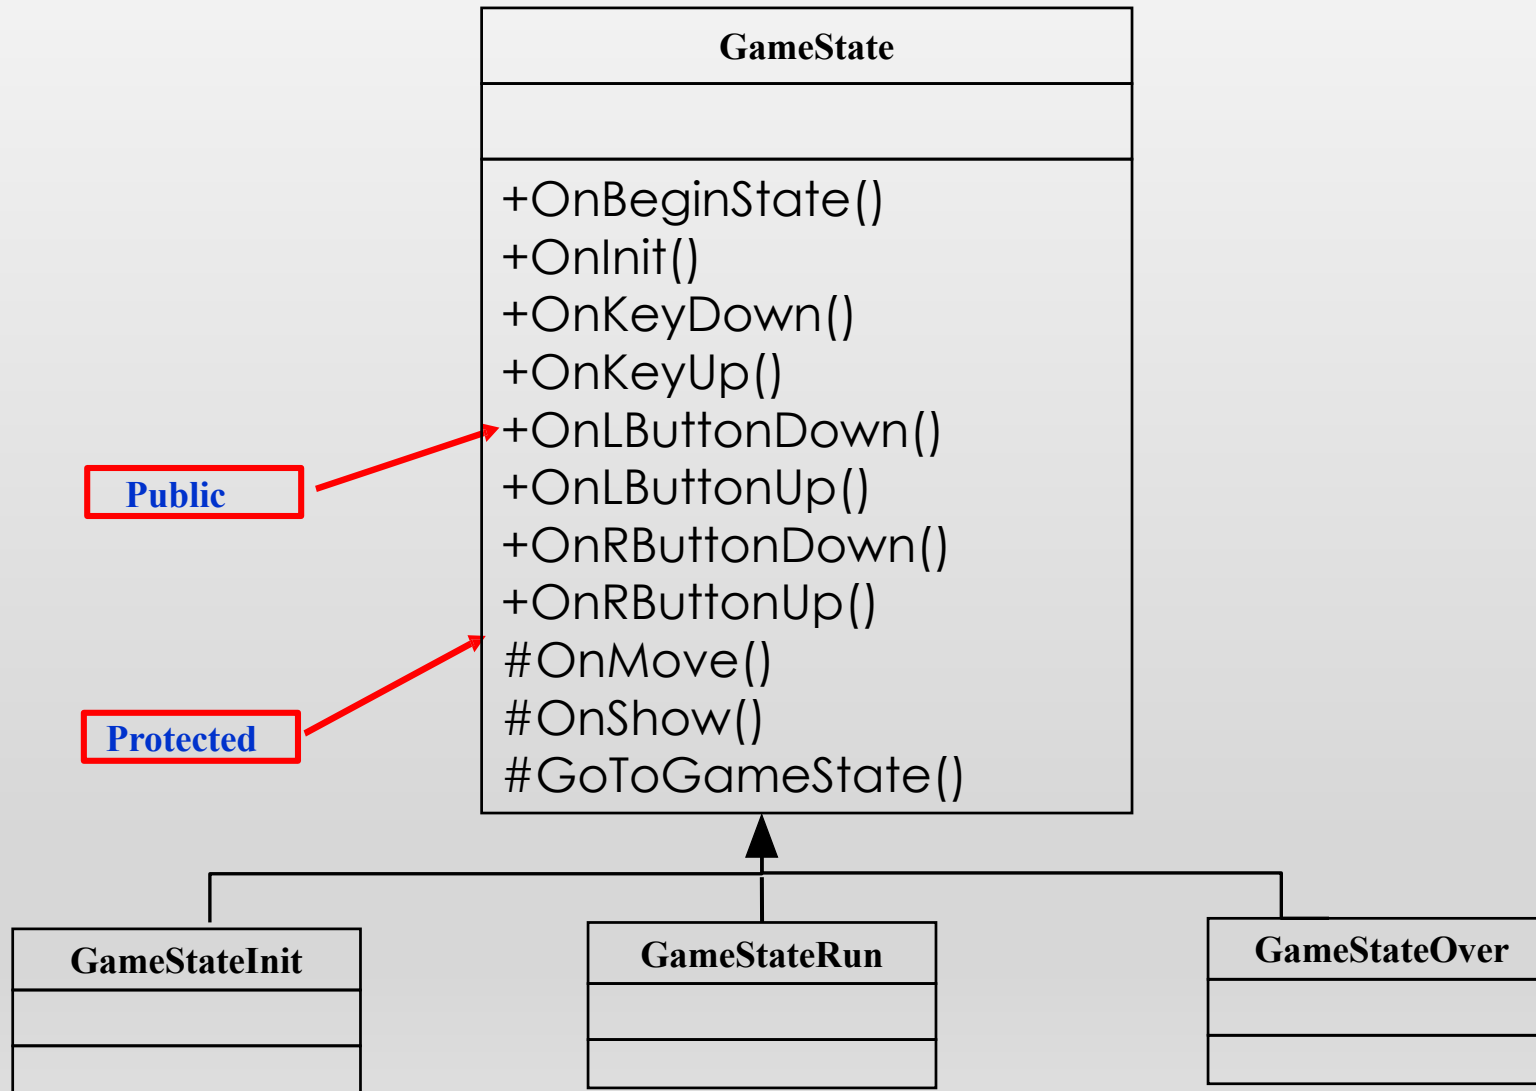 GameState
+OnBeginState()
+OnInit()
+OnKeyDown()
+OnKeyUp()
+OnLButtonDown()
+OnLButtonUp()
+OnRButtonDown()
+OnRButtonUp()
#OnMove()
#OnShow()
#GoToGameState()
Public
Protected
GameStateInit
GameStateRun
GameStateOver